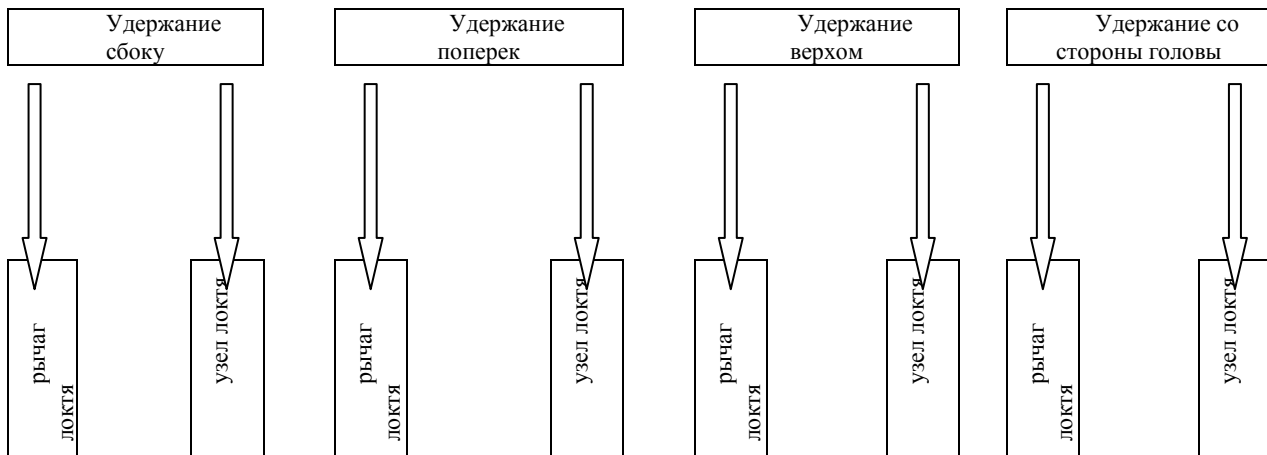 Удержание
сбоку
Удержание
поперек
Удержание
верхом
Удержание со
стороны головы
рычаг
локтя
узел локтя
рычаг
локтя
узел локтя
рычаг
локтя
узел локтя
рычаг
локтя
узел локтя